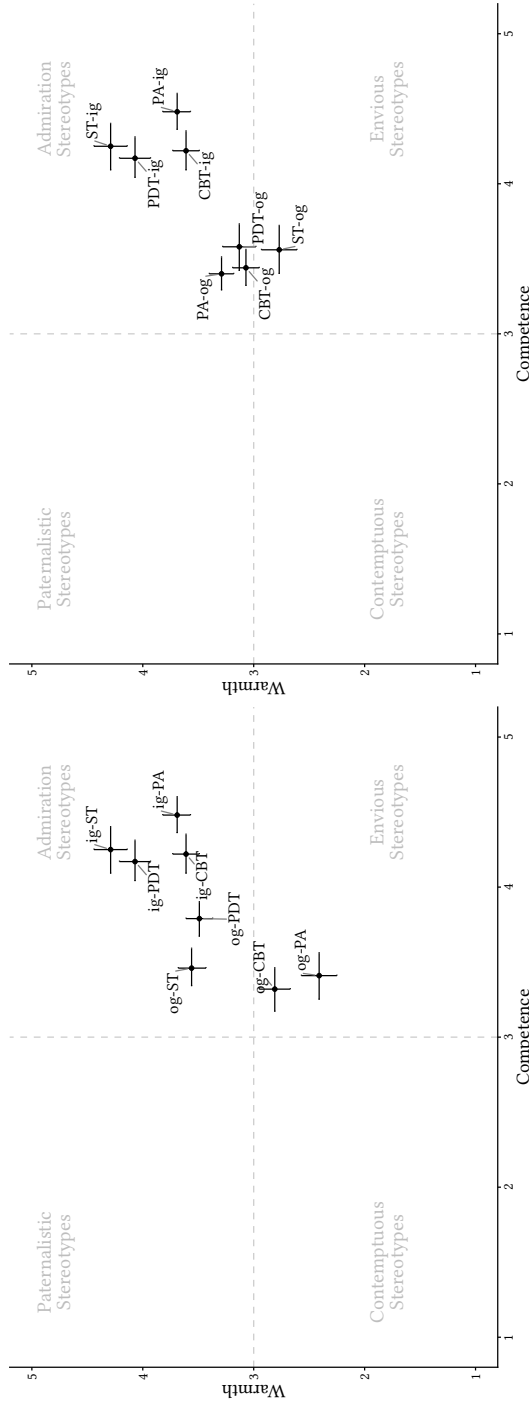 Paternalistic
Stereotypes
Admiration
Stereotypes
Contemptuous
Stereotypes
Envious
Stereotypes
ig-ST
ig-PDT
ig-PA
ig-CBT
og-ST
og-PDT
og-CBT
og-PA
5
4
3
2
1
Warmth
1
2
3
4
5
Competence
Paternalistic
Stereotypes
Admiration
Stereotypes
Contemptuous
Stereotypes
Envious
Stereotypes
ST-ig
PDT-ig
PA-ig
CBT-ig
PA-og
PDT-og
CBT-og
ST-og
5
4
3
2
1
Warmth
1
2
3
4
5
Competence